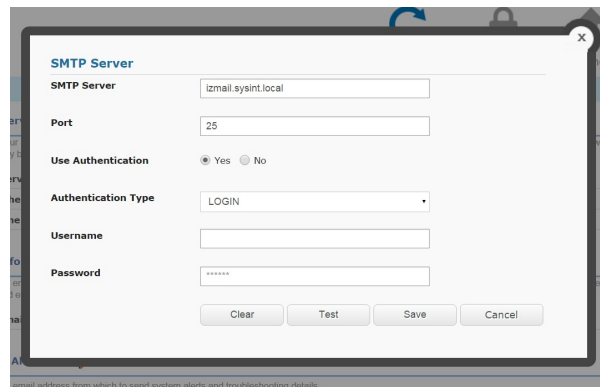 x
SMTP Server
SMTP Server izmail.sysint.local
Port 25
Use Authentication Yes No
Authentication Type LOGIN
Username
Password ******
Clear Test Save Cancel
email address from which to send system alerts and troubleshooting details